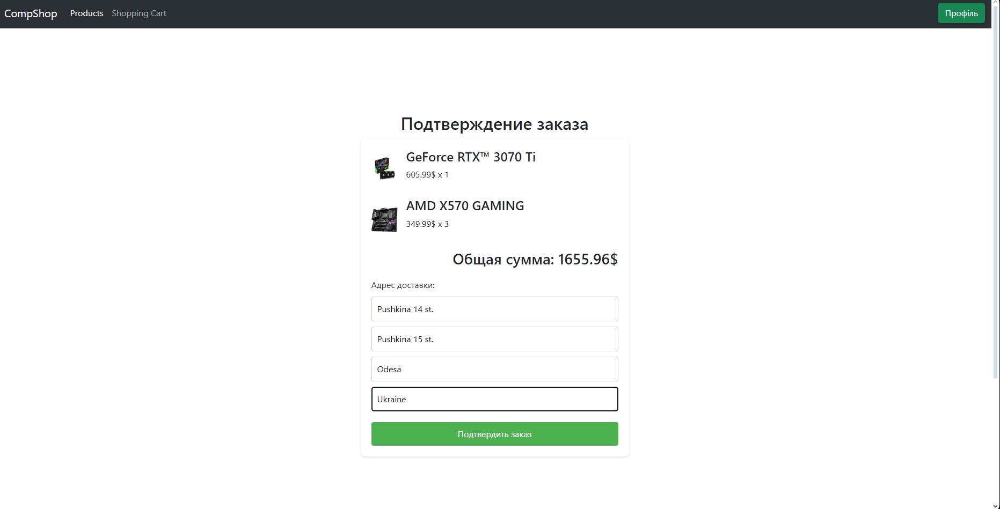 CompShop Products Shopping Cart Профіль
Подтверждение заказа
GeForce RTX™ 3070 Ti
605.99$ x 1
AMD X570 GAMING
349.99$ x 3
Общая сумма: 1655.96$
Адрес доставки:
Pushkina 14 st.
Pushkina 15 st.
Odesa
Ukraine
Подтвердить заказ